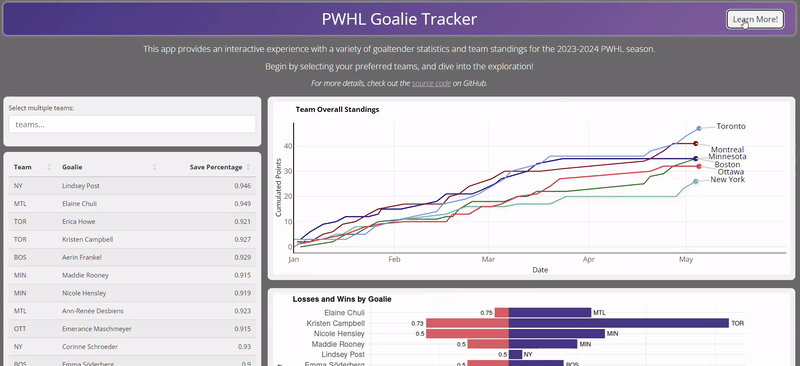 PWHL Goalie Tracker
Learn More!
This app provides an interactive experience with a variety of goaltender statistics and team standings for the 2023-2024 PWHL season.
Begin by selecting your preferred teams, and dive into the exploration!
For more details, check out the source code on GitHub.
Select multiple teams:
teams...
Team Goalie Save Percentage
NY Lindsey Post 0.946
MTL Elaine Chuli 0.949
TOR Erica Howe 0.921
TOR Kristen Campbell 0.927
BOS Aerin Frankel 0.929
MIN Maddie Rooney 0.915
MIN Nicole Hensley 0.919
MTL Ann-Renée Desbiens 0.923
OTT Emerance Maschmeyer 0.915
NY Corinne Schroeder 0.93
BOS Emma Söderberg 0.9
Team Overall Standings
Cumulated Points
40
30
20
10
0
Toronto
Montreal
Minnesota
Boston
Ottawa
New York
Jan Feb Mar Apr May
Date
Losses and Wins by Goalie
Elaine Chuli 0.75 MTL
Kristen Campbell 0.73 TOR
Nicole Hensley 0.5 MIN
Maddie Rooney 0.5 MIN
Lindsey Post 0.5 NY
Emma Söderberg 0.5 BOS